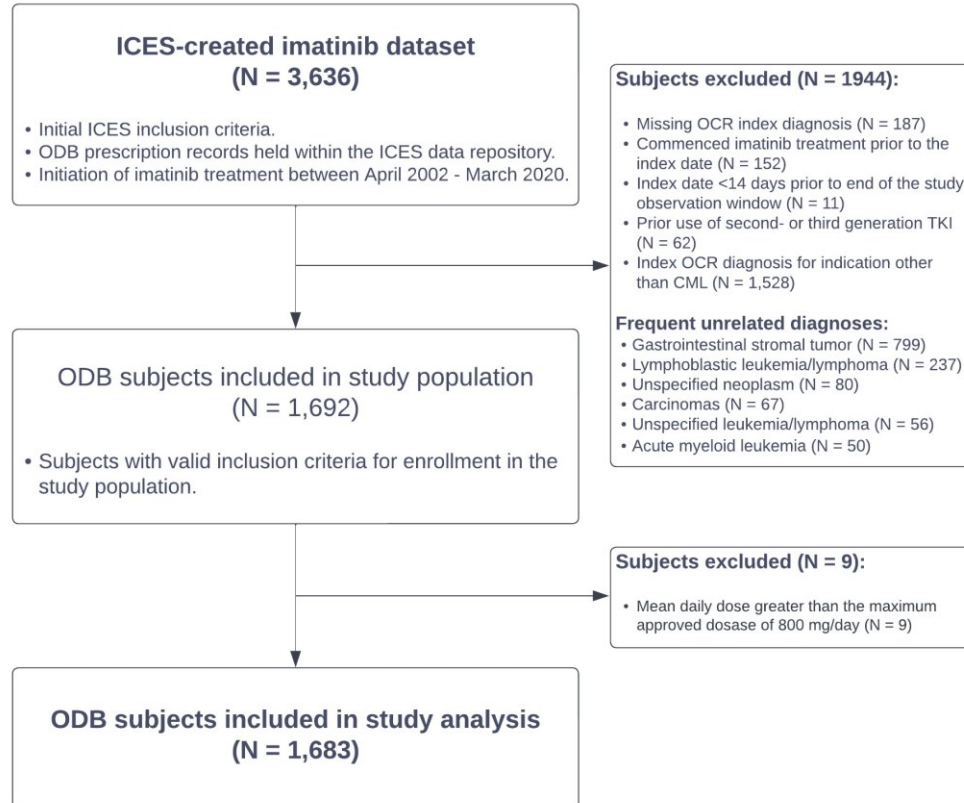 ICES-created imatinib dataset
(N = 3,636)
• Initial ICES inclusion criteria.
• ODB prescription records held within the ICES data repository.
• Initiation of imatinib treatment between April 2002 - March 2020.
Subjects excluded (N = 1944):
• Missing OCR index diagnosis (N = 187)
• Commenced imatinib treatment prior to the
index date (N = 152)
• Index date <14 days prior to end of the study
observation window (N = 11)
• Prior use of second- or third generation TKI
(N = 62)
• Index OCR diagnosis for indication other
than CML (N = 1,528)
Frequent unrelated diagnoses:
• Gastrointestinal stromal tumor (N = 799)
• Lymphoblastic leukemia/lymphoma (N = 237)
• Unspecified neoplasm (N = 80)
• Carcinomas (N = 67)
• Unspecified leukemia/lymphoma (N = 56)
• Acute myeloid leukemia (N = 50)
ODB subjects included in study population
(N = 1,692)
• Subjects with valid inclusion criteria for enrollment in the
study population.
Subjects excluded (N = 9):
• Mean daily dose greater than the maximum
approved dosase of 800 mg/day (N = 9)
ODB subjects included in study analysis
(N = 1,683)